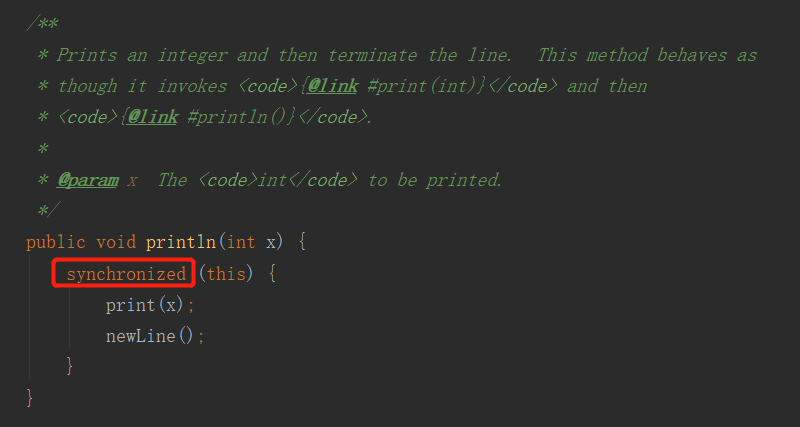 /**
 * Prints an integer and then terminate the line.  This method behaves as
 * though it invokes <code>{@link #print(int)}</code> and then
 * <code>{@link #println()}</code>.
 *
 * @param x  The <code>int</code> to be printed.
 */
public void println(int x) {
    synchronized (this) {
        print(x);
        newLine();
    }
}